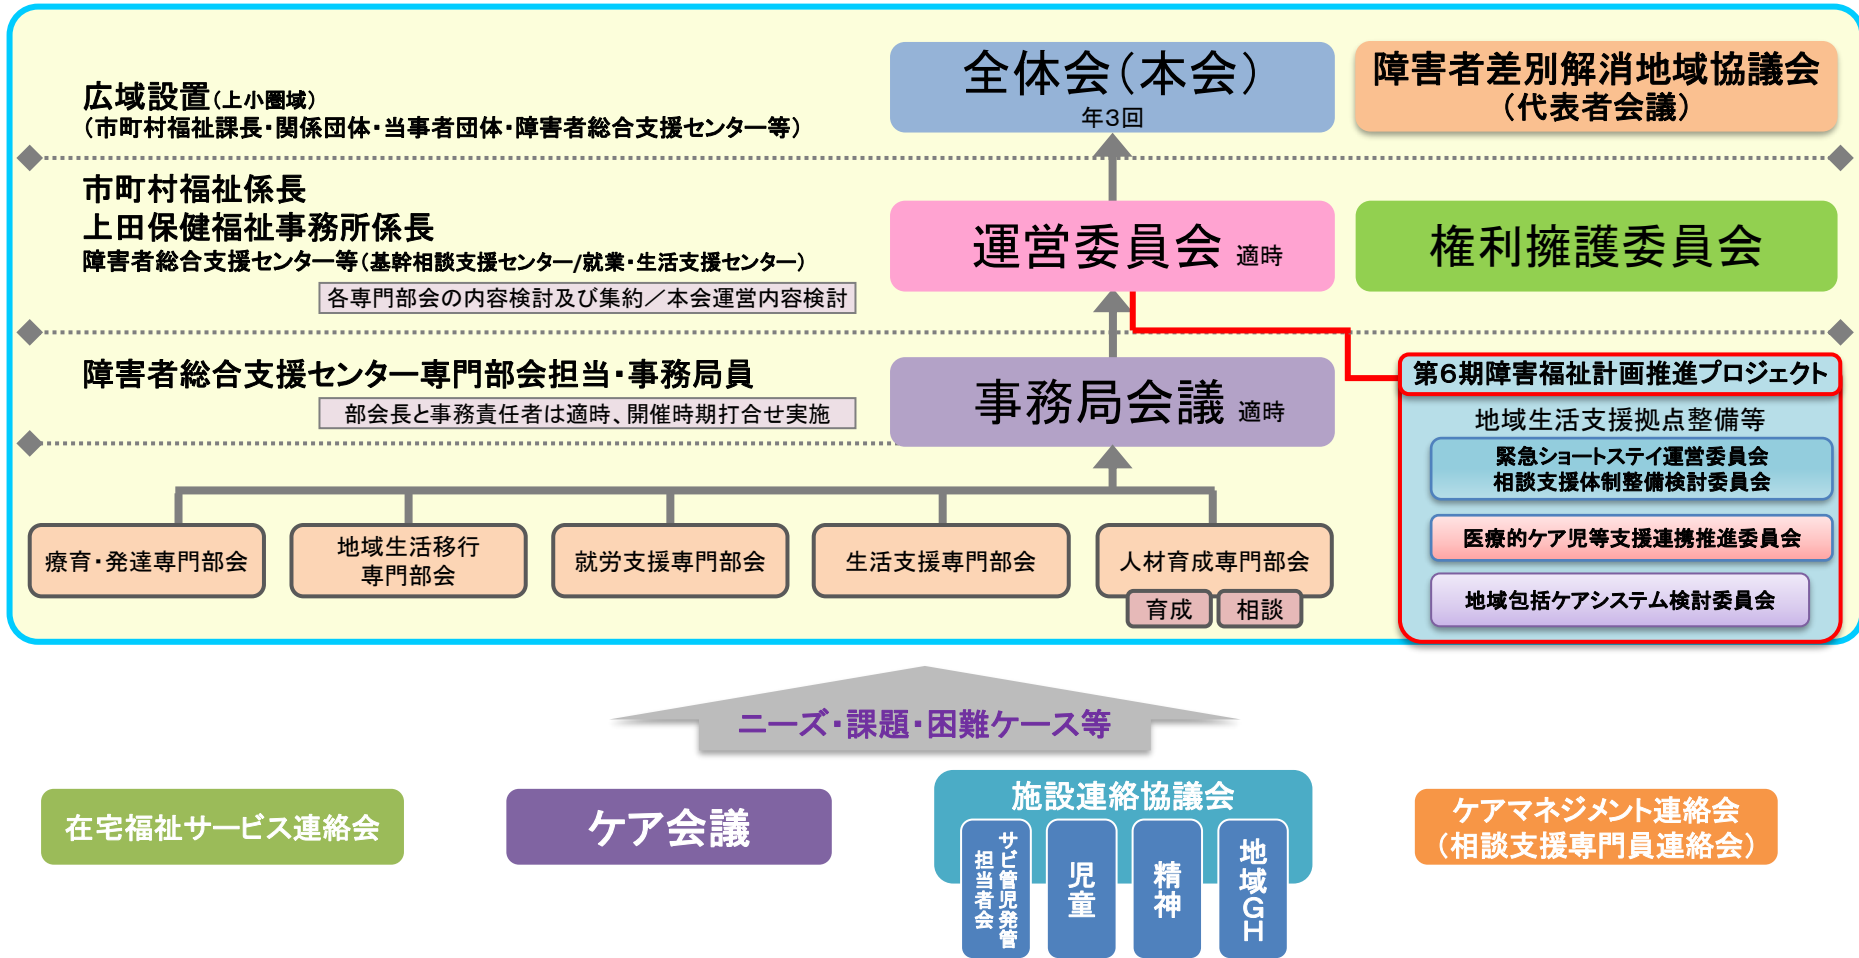 全体会（本会）
年3回
障害者差別解消地域協議会
（代表者会議）
広域設置（上小圏域）
（市町村福祉課長・関係団体・当事者団体・障害者総合支援センター等）
市町村福祉係長
上田保健福祉事務所係長
障害者総合支援センター等（基幹相談支援センター/就業・生活支援センター）
各専門部会の内容検討及び集約／本会運営内容検討
運営委員会 適時
権利擁護委員会
障害者総合支援センター専門部会担当・事務局員
部会長と事務責任者は適時、開催時期打合せ実施
事務局会議 適時
第6期障害福祉計画推進プロジェクト
地域生活支援拠点整備等
緊急ショートステイ運営委員会
相談支援体制整備検討委員会
医療的ケア児等支援連携推進委員会
地域包括ケアシステム検討委員会
療育・発達専門部会
地域生活移行
専門部会
就労支援専門部会
生活支援専門部会
人材育成専門部会
育成
相談
ニーズ・課題・困難ケース等
在宅福祉サービス連絡会
ケア会議
施設連絡協議会
サビ管児発管
担当者会
児童
精神
地域GH
ケアマネジメント連絡会
（相談支援専門員連絡会）